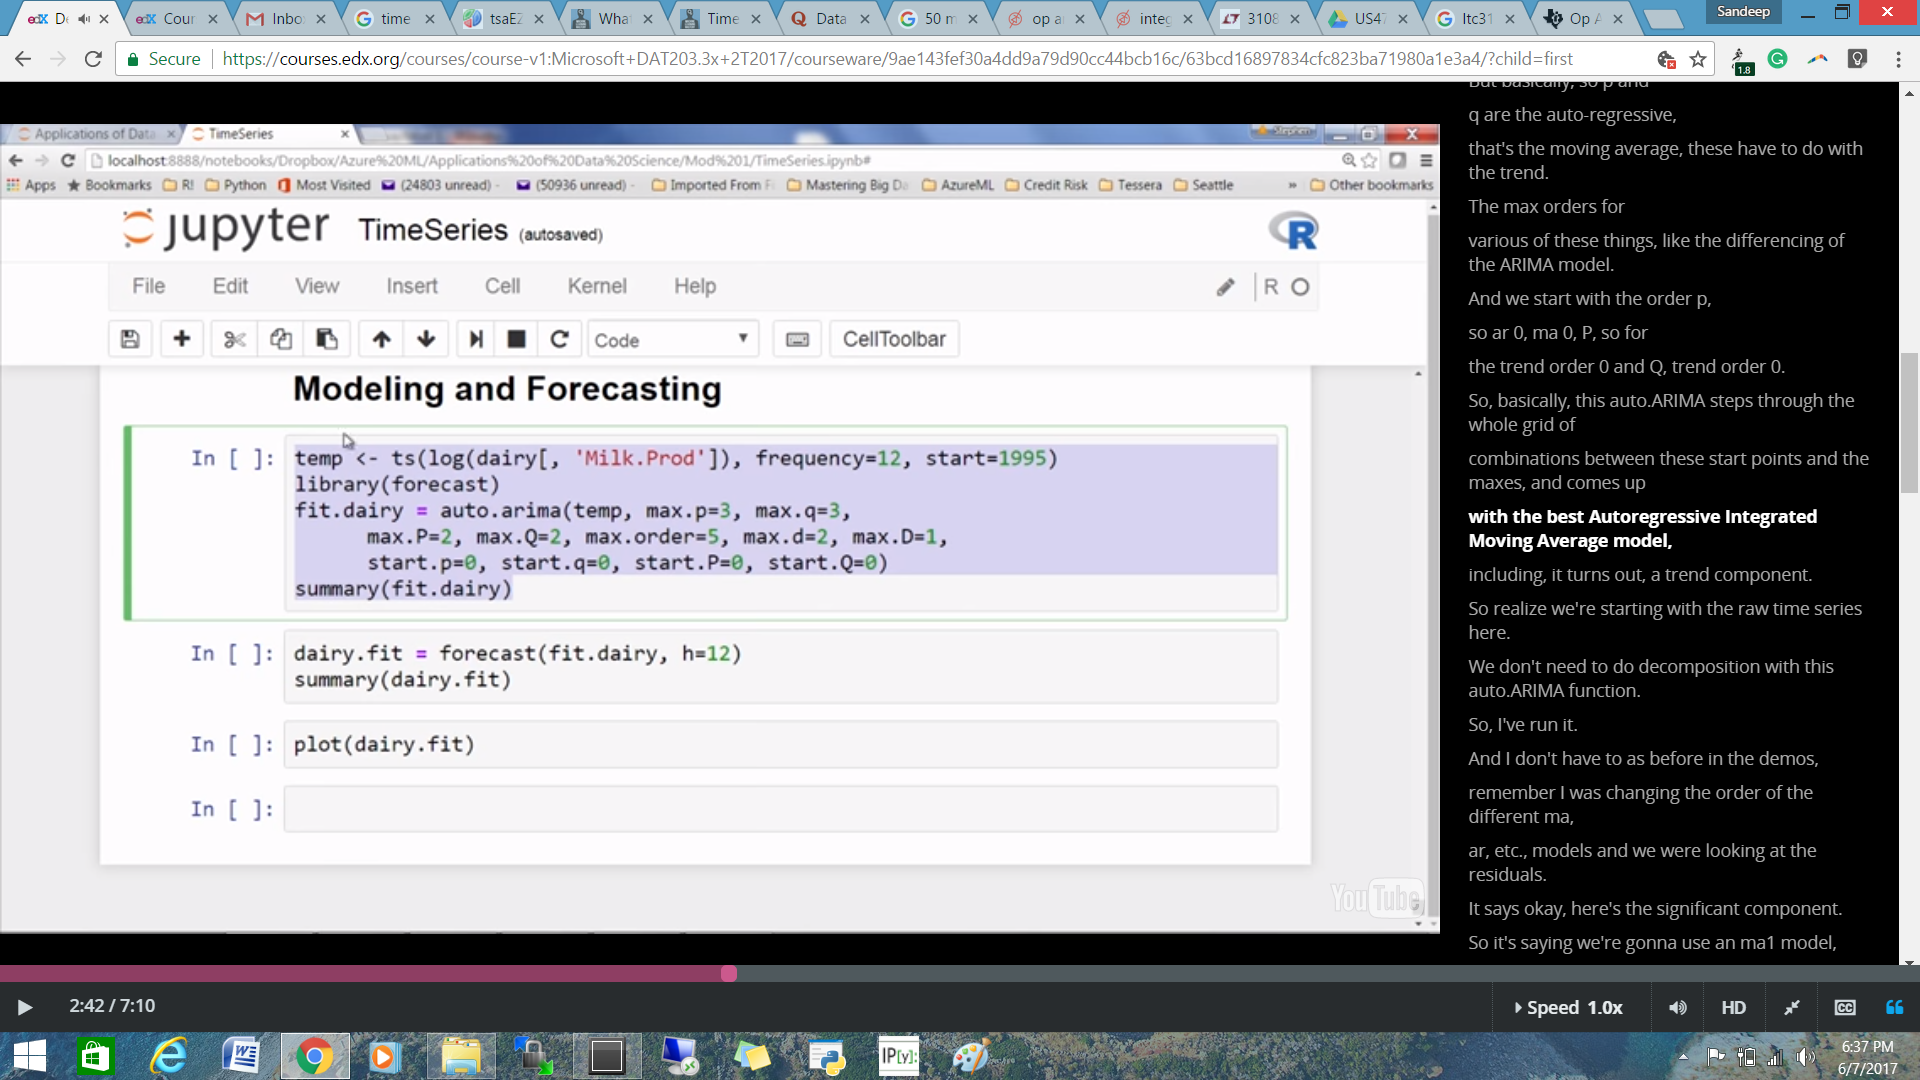 edX De
edX Cour
Inbo
time
tsaEZ
What
Time
Data
50 m
op a
integ
3108
US47
ltc31
Op A
Sandeep
Secure https://courses.edx.org/courses/course-v1:Microsoft+DAT203.3x+2T2017/courseware/9ae143fef30a4dd9a79d90cc44bcb16c/63bcd16897834cfc823ba71980a1e3a4/?child=first
1.8
Applications of Data
TimeSeries
Stephen
localhost:8888/notebooks/Dropbox/Azure%20ML/Applications%20of%20Data%20Science/Mod%201/TimeSeries.ipynb#
Apps Bookmarks R! Python Most Visited (24803 unread) - (50936 unread) - Imported From F Mastering Big Da AzureML Credit Risk Tessera Seattle » Other bookmarks
jupyter TimeSeries (autosaved)
R
File Edit View Insert Cell Kernel Help
R
Code
CellToolbar
Modeling and Forecasting
In [ ]: temp <- ts(log(dairy[, 'Milk.Prod']), frequency=12, start=1995)
library(forecast)
fit.dairy = auto.arima(temp, max.p=3, max.q=3,
max.P=2, max.Q=2, max.order=5, max.d=2, max.D=1,
start.p=0, start.q=0, start.P=0, start.Q=0)
summary(fit.dairy)
In [ ]: dairy.fit = forecast(fit.dairy, h=12)
summary(dairy.fit)
In [ ]: plot(dairy.fit)
In [ ]:
YouTube
But basically, so p and
q are the auto-regressive,
that's the moving average, these have to do with
the trend.
The max orders for
various of these things, like the differencing of
the ARIMA model.
And we start with the order p,
so ar 0, ma 0, P, so for
the trend order 0 and Q, trend order 0.
So, basically, this auto.ARIMA steps through the
whole grid of
combinations between these start points and the
maxes, and comes up
with the best Autoregressive Integrated
Moving Average model,
including, it turns out, a trend component.
So realize we're starting with the raw time series
here.
We don't need to do decomposition with this
auto.ARIMA function.
So, I've run it.
And I don't have to as before in the demos,
remember I was changing the order of the
different ma,
ar, etc., models and we were looking at the
residuals.
It says okay, here's the significant component.
So it's saying we're gonna use an ma1 model,
2:42 / 7:10
Speed 1.0x
HD
CC
IP[y]:
6:37 PM
6/7/2017